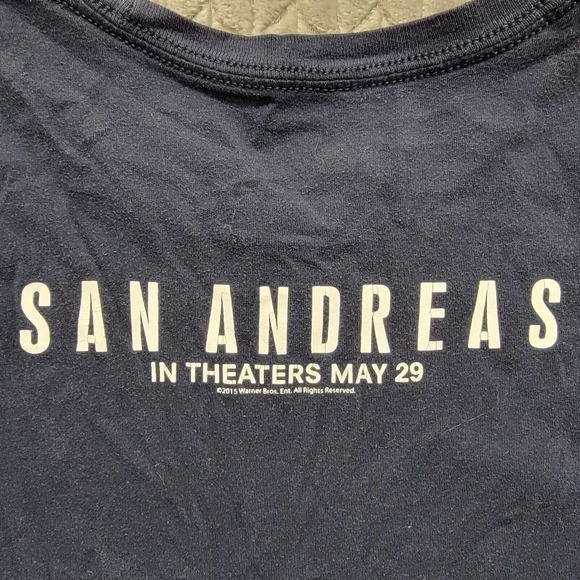 SAN ANDREAS
IN THEATERS MAY 29
©2015 Warner Bros. Ent. All Rights Reserved.